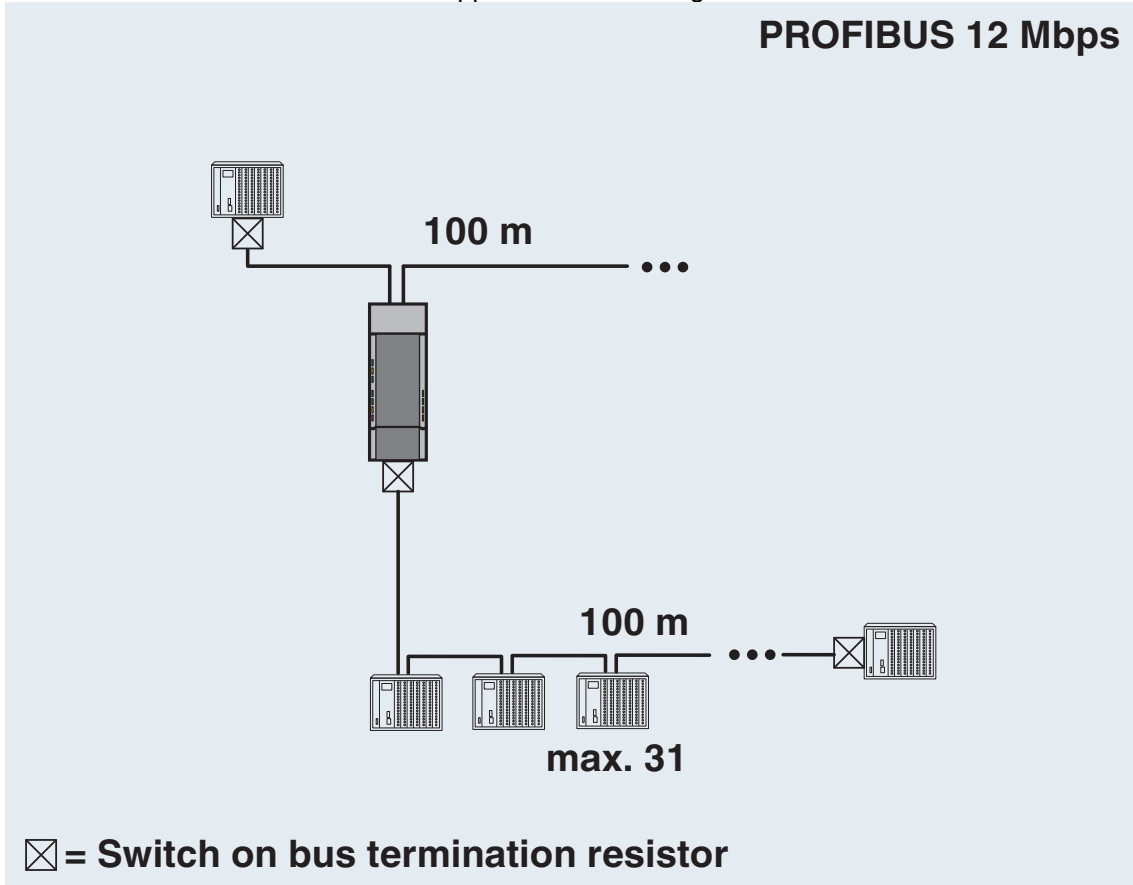 PROFIBUS 12 Mbps
100 m
100 m
max. 31
= Switch on bus termination resistor